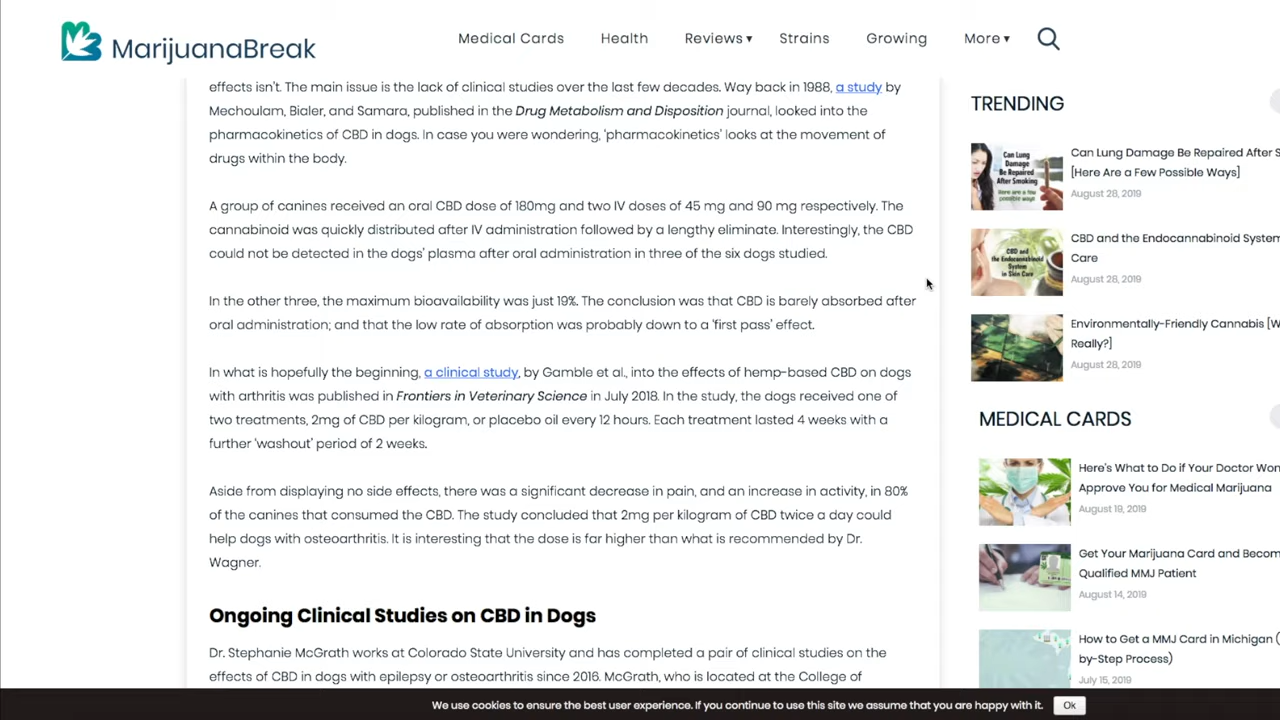 MarijuanaBreak
Medical Cards Health Reviews ▾ Strains Growing More ▾
effects isn't. The main issue is the lack of clinical studies over the last few decades. Way back in 1988, a study by
Mechoulam, Bialer, and Samara, published in the Drug Metabolism and Disposition journal, looked into the
pharmacokinetics of CBD in dogs. In case you were wondering, 'pharmacokinetics' looks at the movement of
drugs within the body.
A group of canines received an oral CBD dose of 180mg and two IV doses of 45 mg and 90 mg respectively. The
cannabinoid was quickly distributed after IV administration followed by a lengthy eliminate. Interestingly, the CBD
could not be detected in the dogs' plasma after oral administration in three of the six dogs studied.
In the other three, the maximum bioavailability was just 19%. The conclusion was that CBD is barely absorbed after
oral administration; and that the low rate of absorption was probably down to a 'first pass' effect.
In what is hopefully the beginning, a clinical study, by Gamble et al., into the effects of hemp-based CBD on dogs
with arthritis was published in Frontiers in Veterinary Science in July 2018. In the study, the dogs received one of
two treatments, 2mg of CBD per kilogram, or placebo oil every 12 hours. Each treatment lasted 4 weeks with a
further 'washout' period of 2 weeks.
Aside from displaying no side effects, there was a significant decrease in pain, and an increase in activity, in 80%
of the canines that consumed the CBD. The study concluded that 2mg per kilogram of CBD twice a day could
help dogs with osteoarthritis. It is interesting that the dose is far higher than what is recommended by Dr.
Wagner.
Ongoing Clinical Studies on CBD in Dogs
Dr. Stephanie McGrath works at Colorado State University and has completed a pair of clinical studies on the
effects of CBD in dogs with epilepsy or osteoarthritis since 2016. McGrath, who is located at the College of
TRENDING
Can Lung
Damage
Be Repaired
After
Smoking
Here are a few
possible ways
Can Lung Damage Be Repaired After S
[Here Are a Few Possible Ways]
August 28, 2019
CBD and
the Endocannabinoid
System in
Skin Care
CBD and the Endocannabinoid System
Care
August 28, 2019
Environmentally-Friendly Cannabis [W
Really?]
August 28, 2019
MEDICAL CARDS
Here's What to Do if Your Doctor Won
Approve You for Medical Marijuana
August 19, 2019
Get Your Marijuana Card and Becom
Qualified MMJ Patient
August 14, 2019
How to Get a MMJ Card in Michigan (
by-Step Process)
July 15, 2019
We use cookies to ensure the best user experience. If you continue to use this site we assume that you are happy with it. Ok